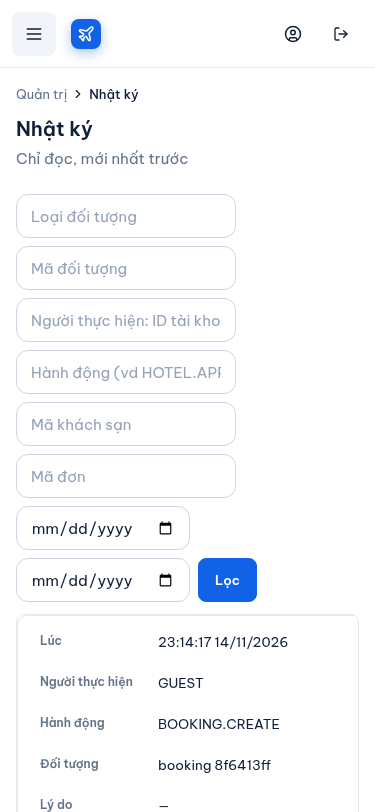 Quản trị > Nhật ký
Nhật ký
Chỉ đọc, mới nhất trước
Loại đối tượng
Mã đối tượng
Người thực hiện: ID tài kho
Hành động (vd HOTEL.APP
Mã khách sạn
Mã đơn
mm/dd/yyyy
mm/dd/yyyy Lọc
Lúc 23:14:17 14/11/2026
Người thực hiện GUEST
Hành động BOOKING.CREATE
Đối tượng booking 8f6413ff
Lý do —